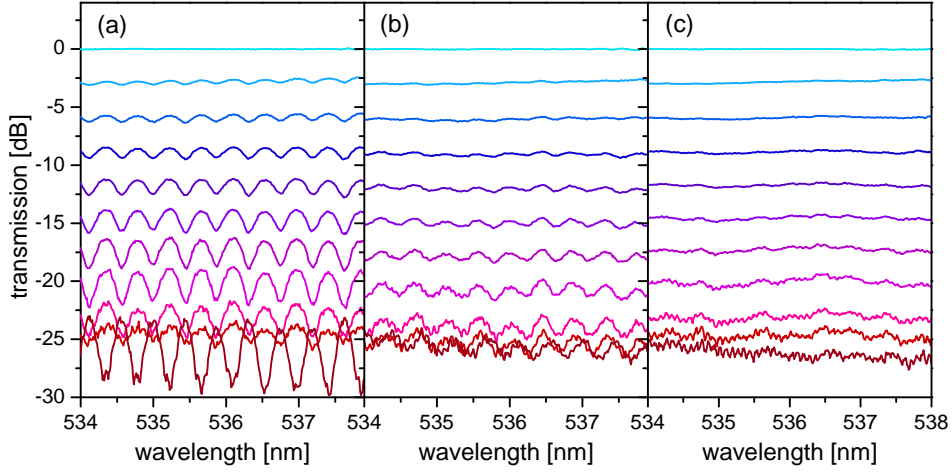 (a) (b) (c)
0
-5
-10
-15
-20
-25
-30
transmission [dB]
534 535 536 537 534 535 536 537 534 535 536 537 538
wavelength [nm] wavelength [nm] wavelength [nm]